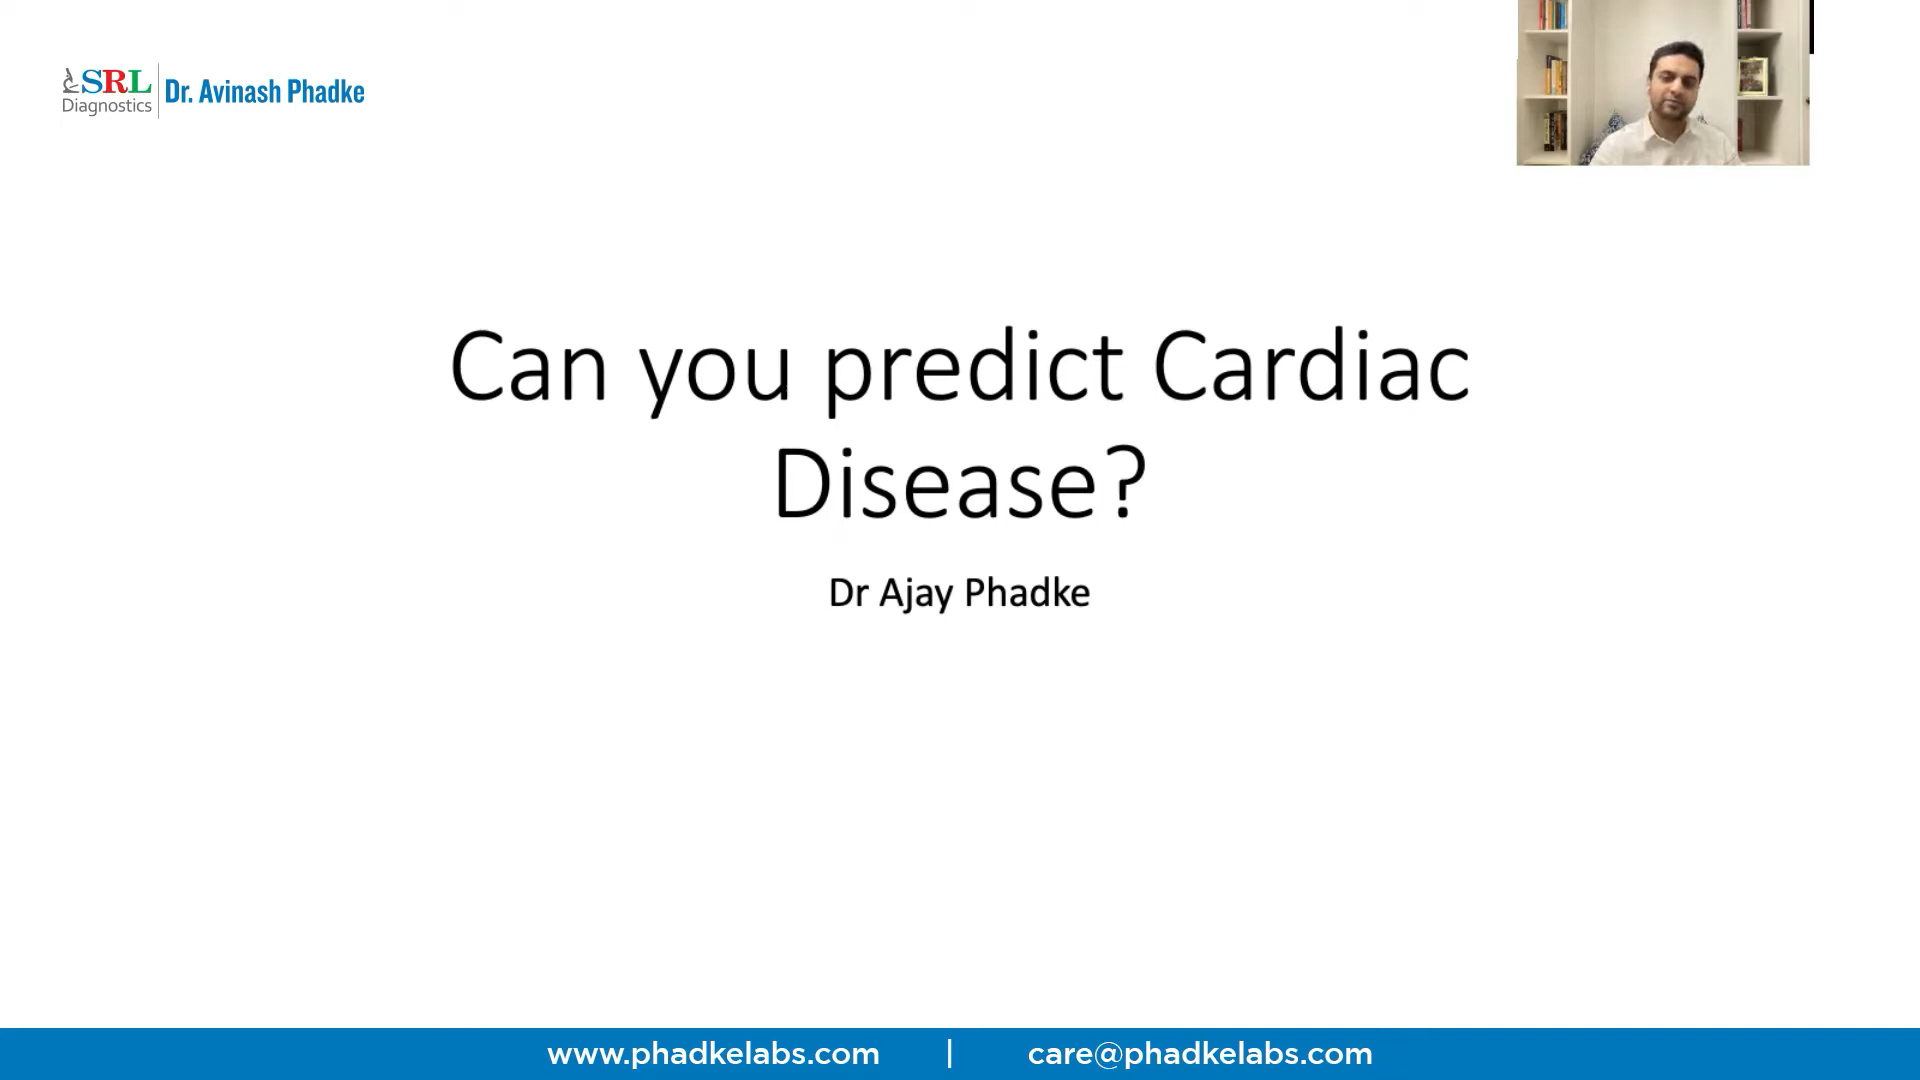 SRL
Diagnostics
Dr. Avinash Phadke
Can you predict Cardiac
Disease?
Dr Ajay Phadke
www.phadkelabs.com | care@phadkelabs.com